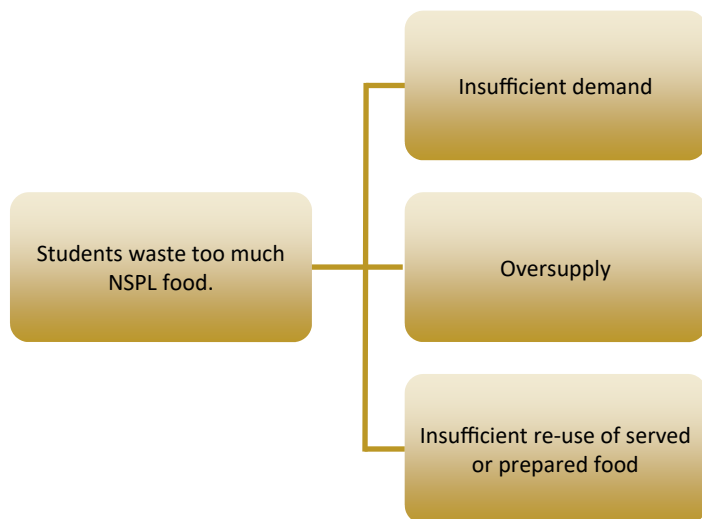 Students waste too much
NSPL food.
Insufficient demand
Oversupply
Insufficient re-use of served
or prepared food